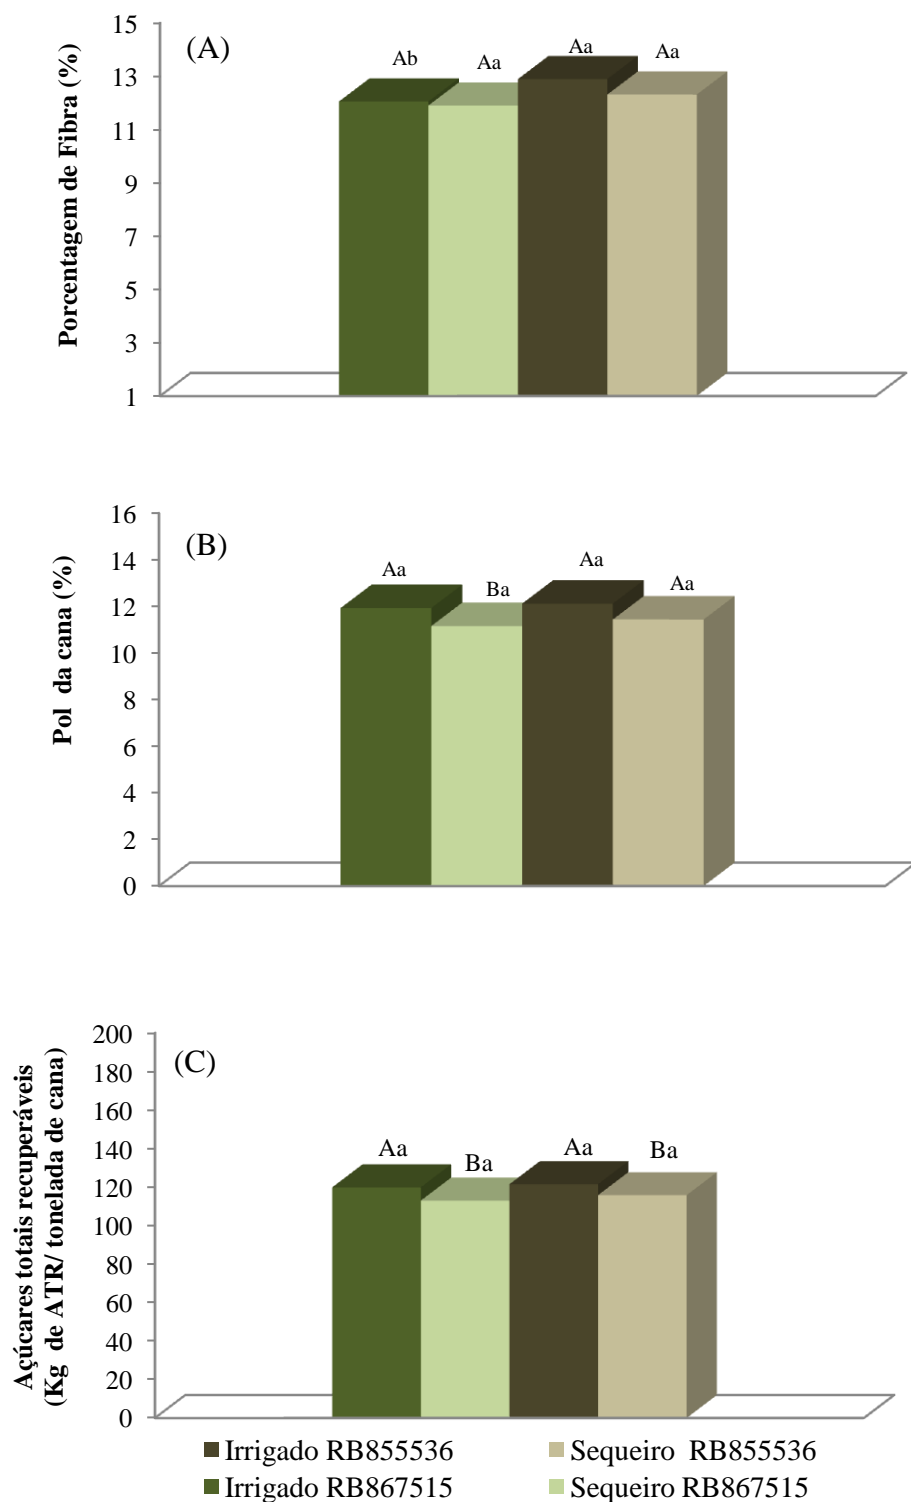 15
(A)
13
11
9
7
5
3
1
Porcentagem de Fibra (%)
Ab
Aa
Aa
Aa
16
(B)
14
12
10
8
6
4
2
0
Pol da cana (%)
Aa
Ba
Aa
Aa
200
(C)
180
160
140
120
100
80
60
40
20
0
Açúcares totais recuperáveis
(Kg de ATR/ tonelada de cana)
Aa
Ba
Aa
Ba
Irrigado RB855536
Sequeiro RB855536
Irrigado RB867515
Sequeiro RB867515